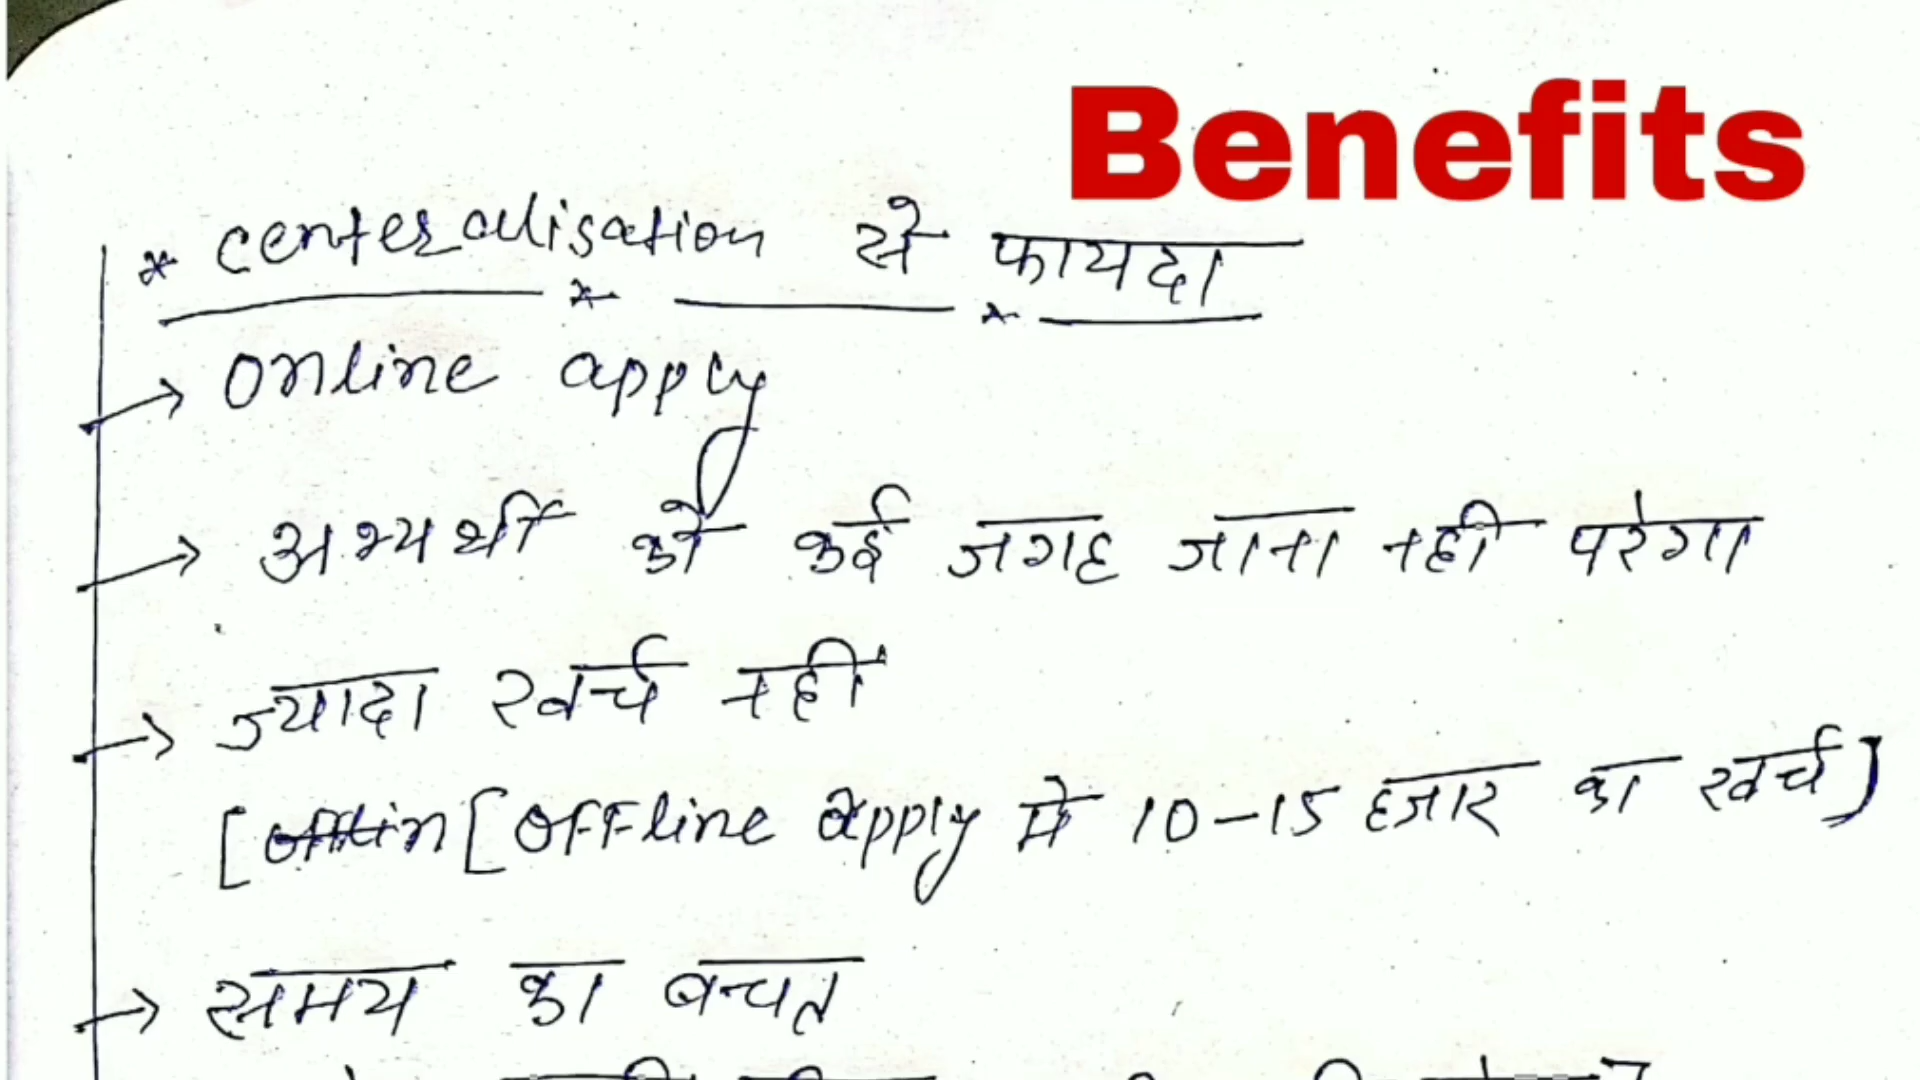 Benefits
* centeralisation से फायदा
→ online apply
→ अभ्यर्थी को कई जगह जाना नहीं परेगा
→ ज्यादा खर्च नहीं
[offlin [OFFline apply में 10-15 हजार का खर्च]
→ समय का बचत